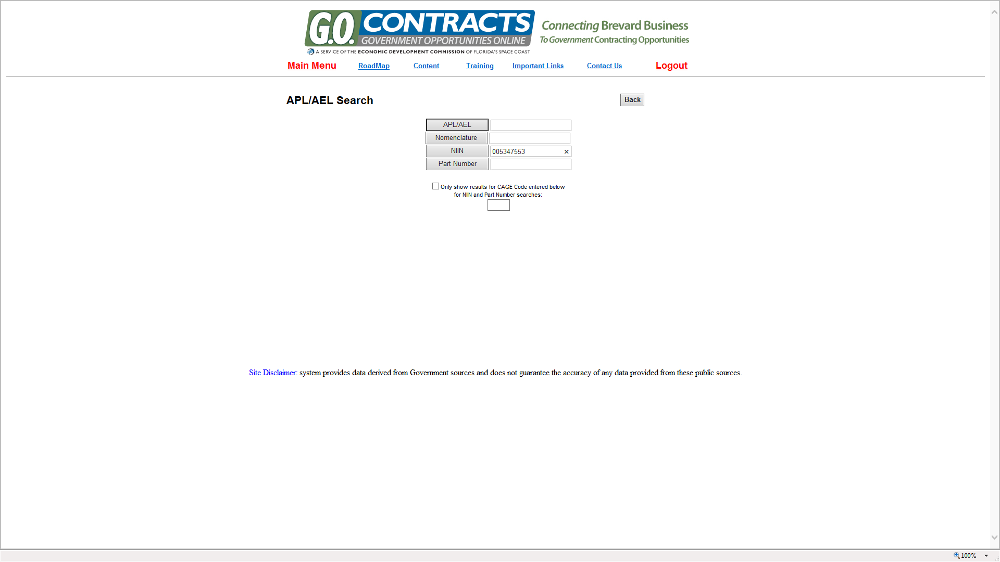 G.O. CONTRACTS
GOVERNMENT OPPORTUNITIES ONLINE
A SERVICE OF THE ECONOMIC DEVELOPMENT COMMISSION OF FLORIDA'S SPACE COAST
Connecting Brevard Business
To Government Contracting Opportunities
Main Menu RoadMap Content Training Important Links Contact Us Logout
APL/AEL Search Back
APL/AEL
Nomenclature
NIIN 005347553 ×
Part Number
Only show results for CAGE Code entered below
for NIIN and Part Number searches:
Site Disclaimer: system provides data derived from Government sources and does not guarantee the accuracy of any data provided from these public sources.
100%